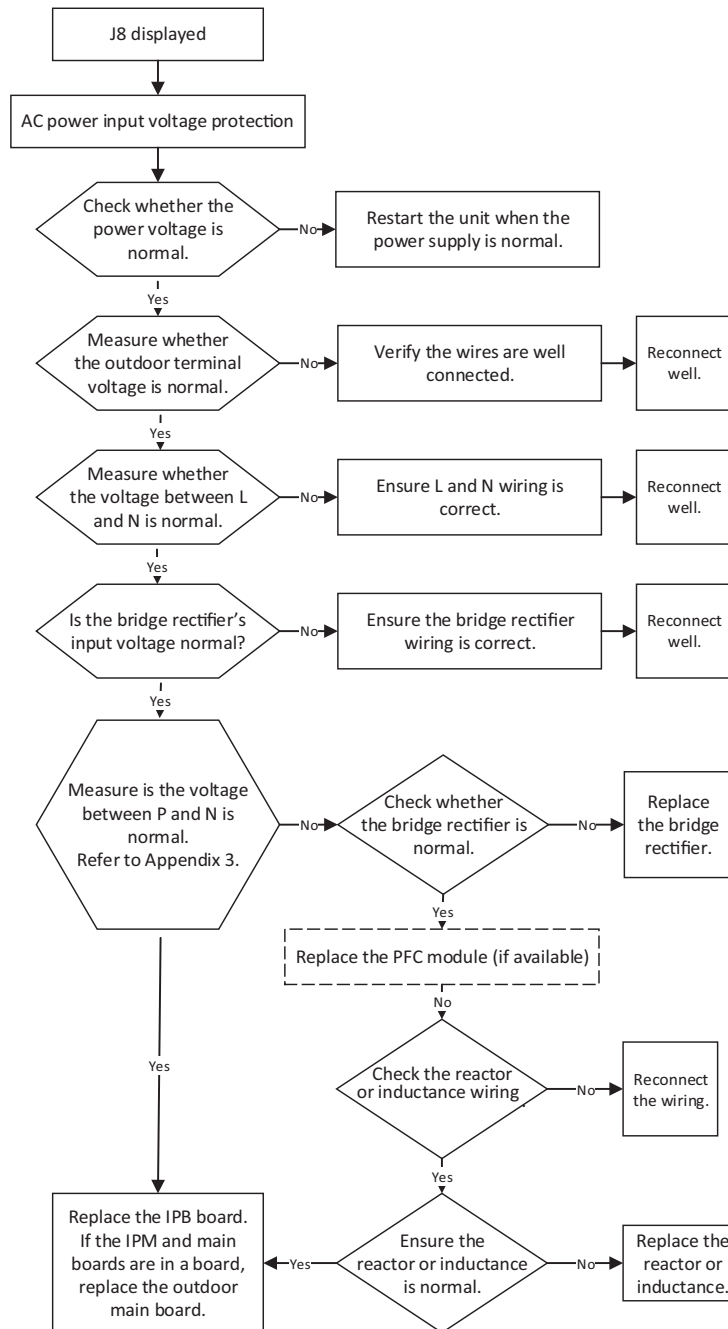 J8 displayed
AC power input voltage protection
Check whether the
power voltage is
normal.
No
Restart the unit when the
power supply is normal.
Yes
Measure whether
the outdoor terminal
voltage is normal.
No
Verify the wires are well
connected.
Reconnect
well.
Yes
Measure whether
the voltage between L
and N is normal.
No
Ensure L and N wiring is
correct.
Reconnect
well.
Yes
Is the bridge rectifier’s
input voltage normal?
No
Ensure the bridge rectifier
wiring is correct.
Reconnect
well.
Yes
Measure is the voltage
between P and N is
normal.
Refer to Appendix 3.
No
Check whether
the bridge rectifier is
normal.
No
Replace
the bridge
rectifier.
Yes
Replace the PFC module (if available)
No
Yes
Check the reactor
or inductance wiring.
No
Reconnect
the wiring.
Yes
Replace the IPB board.
If the IPM and main
boards are in a board,
replace the outdoor
main board.
Yes
Ensure the
reactor or inductance
is normal.
No
Replace the
reactor or
inductance.